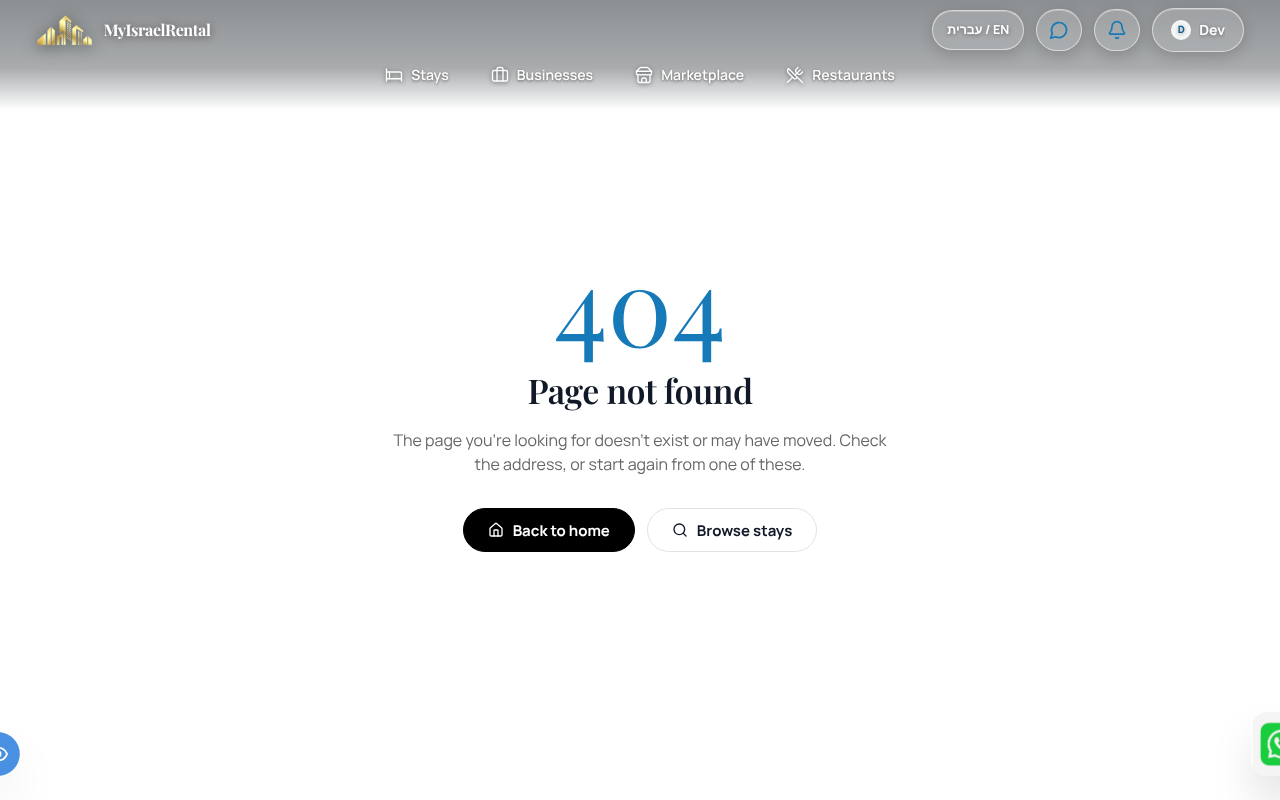 MyIsraelRental
עברית / EN
D Dev
Stays
Businesses
Marketplace
Restaurants
404
Page not found
The page you're looking for doesn't exist or may have moved. Check
the address, or start again from one of these.
Back to home
Browse stays